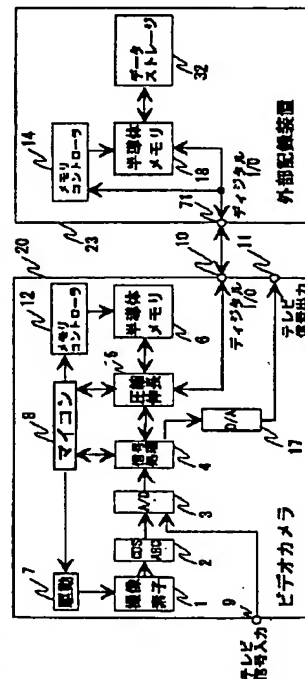 7
駆動
8
マイコン
12
メモリ
コントローラ
20
撮像
素子
1
CDS
AGC
2
A/D
3
信号
処理
4
圧縮
伸長
5
半導体
メモリ
6
10
ディジタル
I/O
D/A
17
11
テレビ
信号出力
9
テレビ
信号入力
ビデオカメラ
23
14
メモリ
コントローラ
半導体
メモリ
18
データ
ストレージ
32
71
ディジタル
I/O
外部記録装置